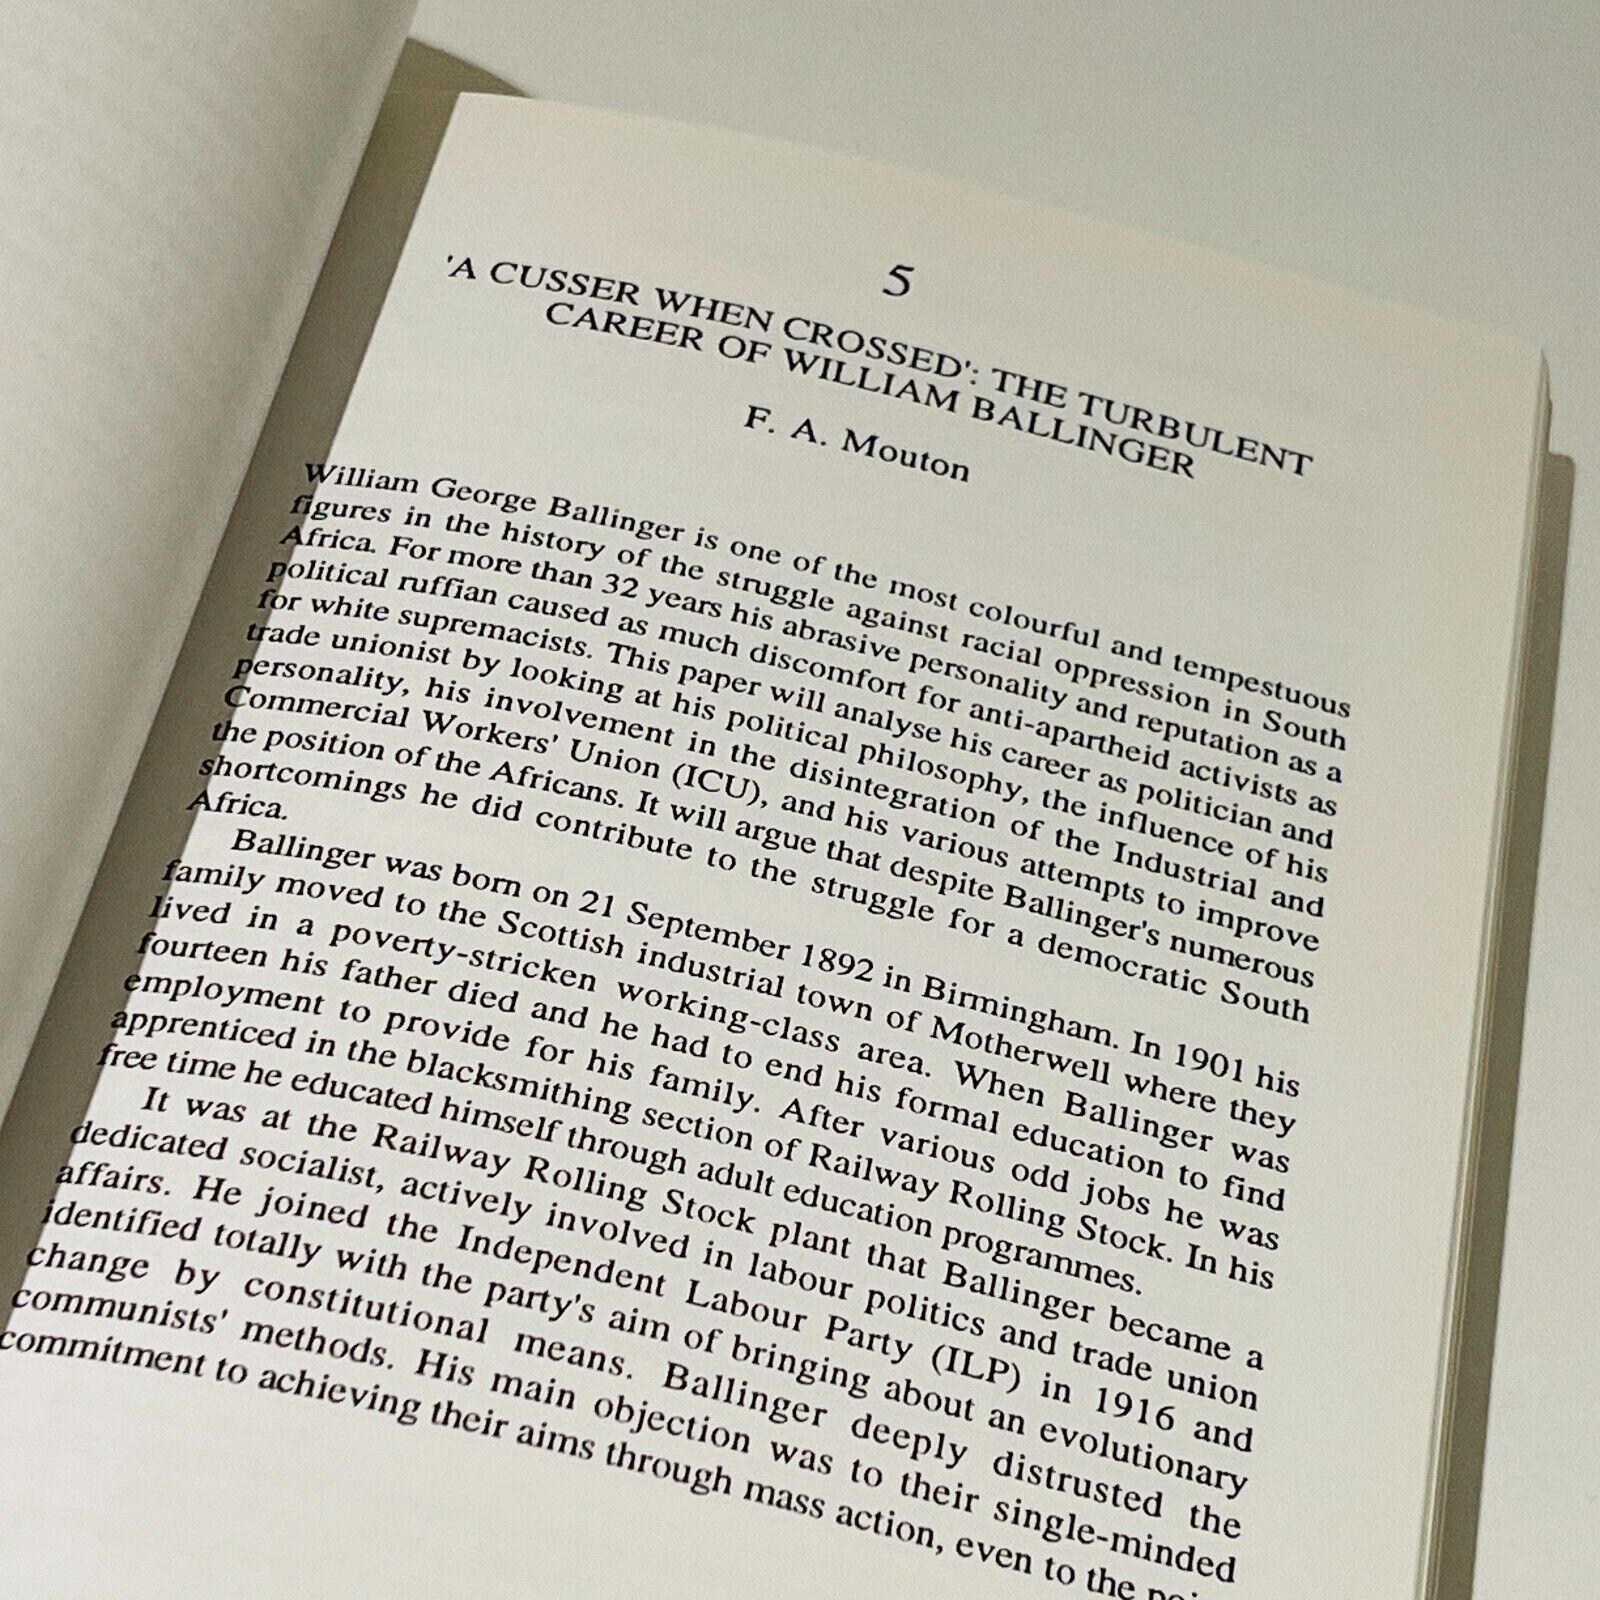 5
'A CUSSER WHEN CROSSED': THE TURBULENT
CAREER OF WILLIAM BALLINGER
F. A. Mouton
William George Ballinger is one of the most colourful and tempestuous
figures in the history of the struggle against racial oppression in South
Africa. For more than 32 years his abrasive personality and reputation as a
political ruffian caused as much discomfort for anti-apartheid activists as
for white supremacists. This paper will analyse his career as politician and
trade unionist by looking at his political philosophy, the influence of his
personality, his involvement in the disintegration of the Industrial and
Commercial Workers' Union (ICU), and his various attempts to improve
the position of the Africans. It will argue that despite Ballinger's numerous
shortcomings he did contribute to the struggle for a democratic South
Africa.
Ballinger was born on 21 September 1892 in Birmingham. In 1901 his
family moved to the Scottish industrial town of Motherwell where they
lived in a poverty-stricken working-class area. When Ballinger was
fourteen his father died and he had to end his formal education to find
employment to provide for his family. After various odd jobs he was
apprenticed in the blacksmithing section of Railway Rolling Stock. In his
free time he educated himself through adult education programmes.
It was at the Railway Rolling Stock plant that Ballinger became a
dedicated socialist, actively involved in labour politics and trade union
affairs. He joined the Independent Labour Party (ILP) in 1916 and
identified totally with the party's aim of bringing about an evolutionary
change by constitutional means. Ballinger deeply distrusted the
communists' methods. His main objection was to their single-minded
commitment to achieving their aims through mass action, even to the